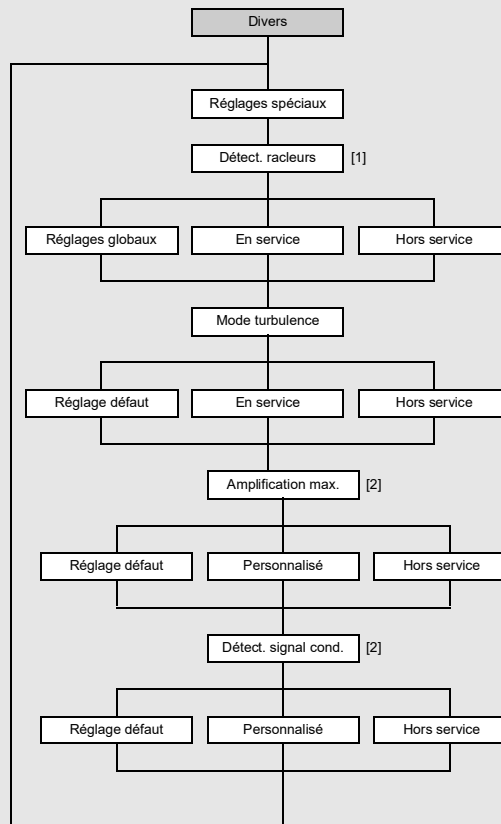 Divers
Réglages spéciaux
Détect. racleurs [1]
Réglages globaux En service Hors service
Mode turbulence
Réglage défaut En service Hors service
Amplification max. [2]
Réglage défaut Personnalisé Hors service
Détect. signal cond. [2]
Réglage défaut Personnalisé Hors service